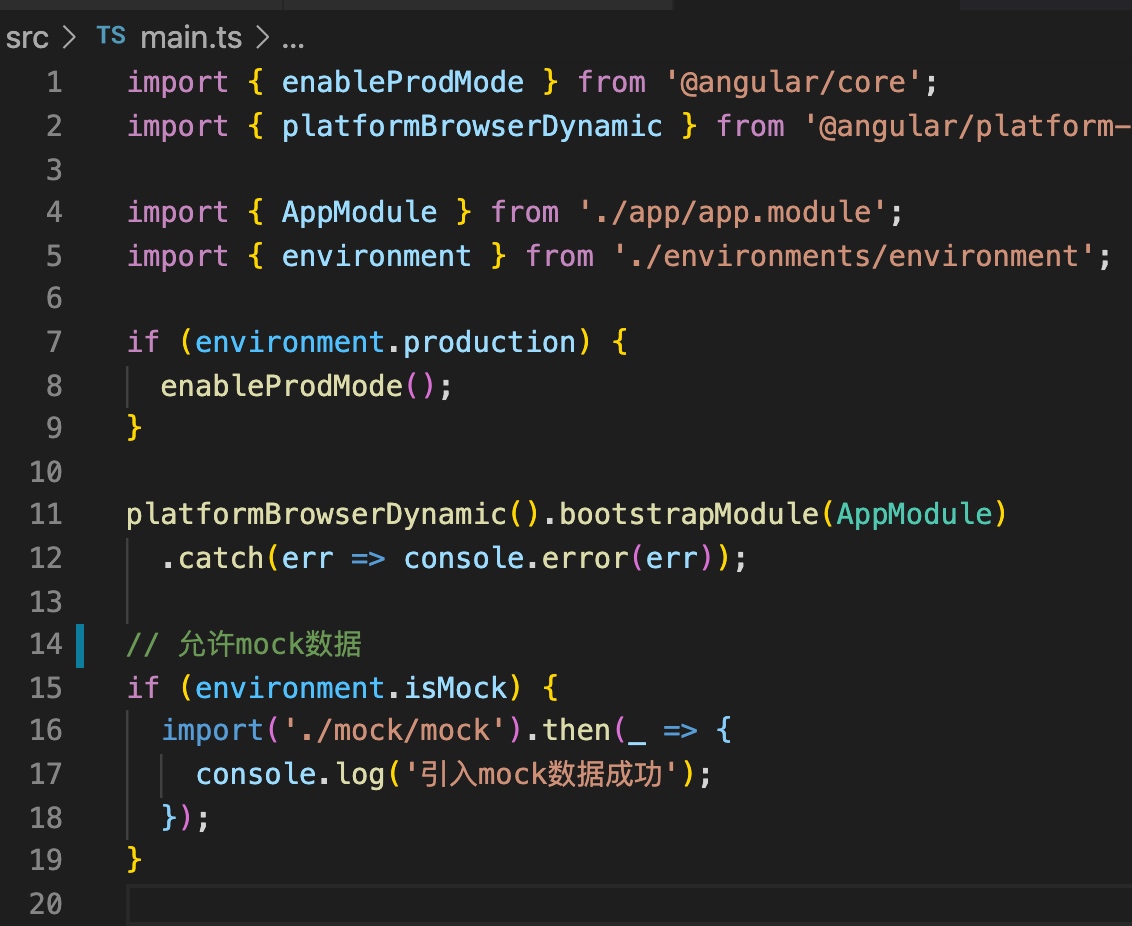 src > TS main.ts > ...
1 import { enableProdMode } from '@angular/core';
2 import { platformBrowserDynamic } from '@angular/platform-
3
4 import { AppModule } from './app/app.module';
5 import { environment } from './environments/environment';
6
7 if (environment.production) {
8   enableProdMode();
9 }
10
11 platformBrowserDynamic().bootstrapModule(AppModule)
12   .catch(err => console.error(err));
13
14 // 允许mock数据
15 if (environment.isMock) {
16   import('./mock/mock').then(_ => {
17     console.log('引入mock数据成功');
18   });
19 }
20